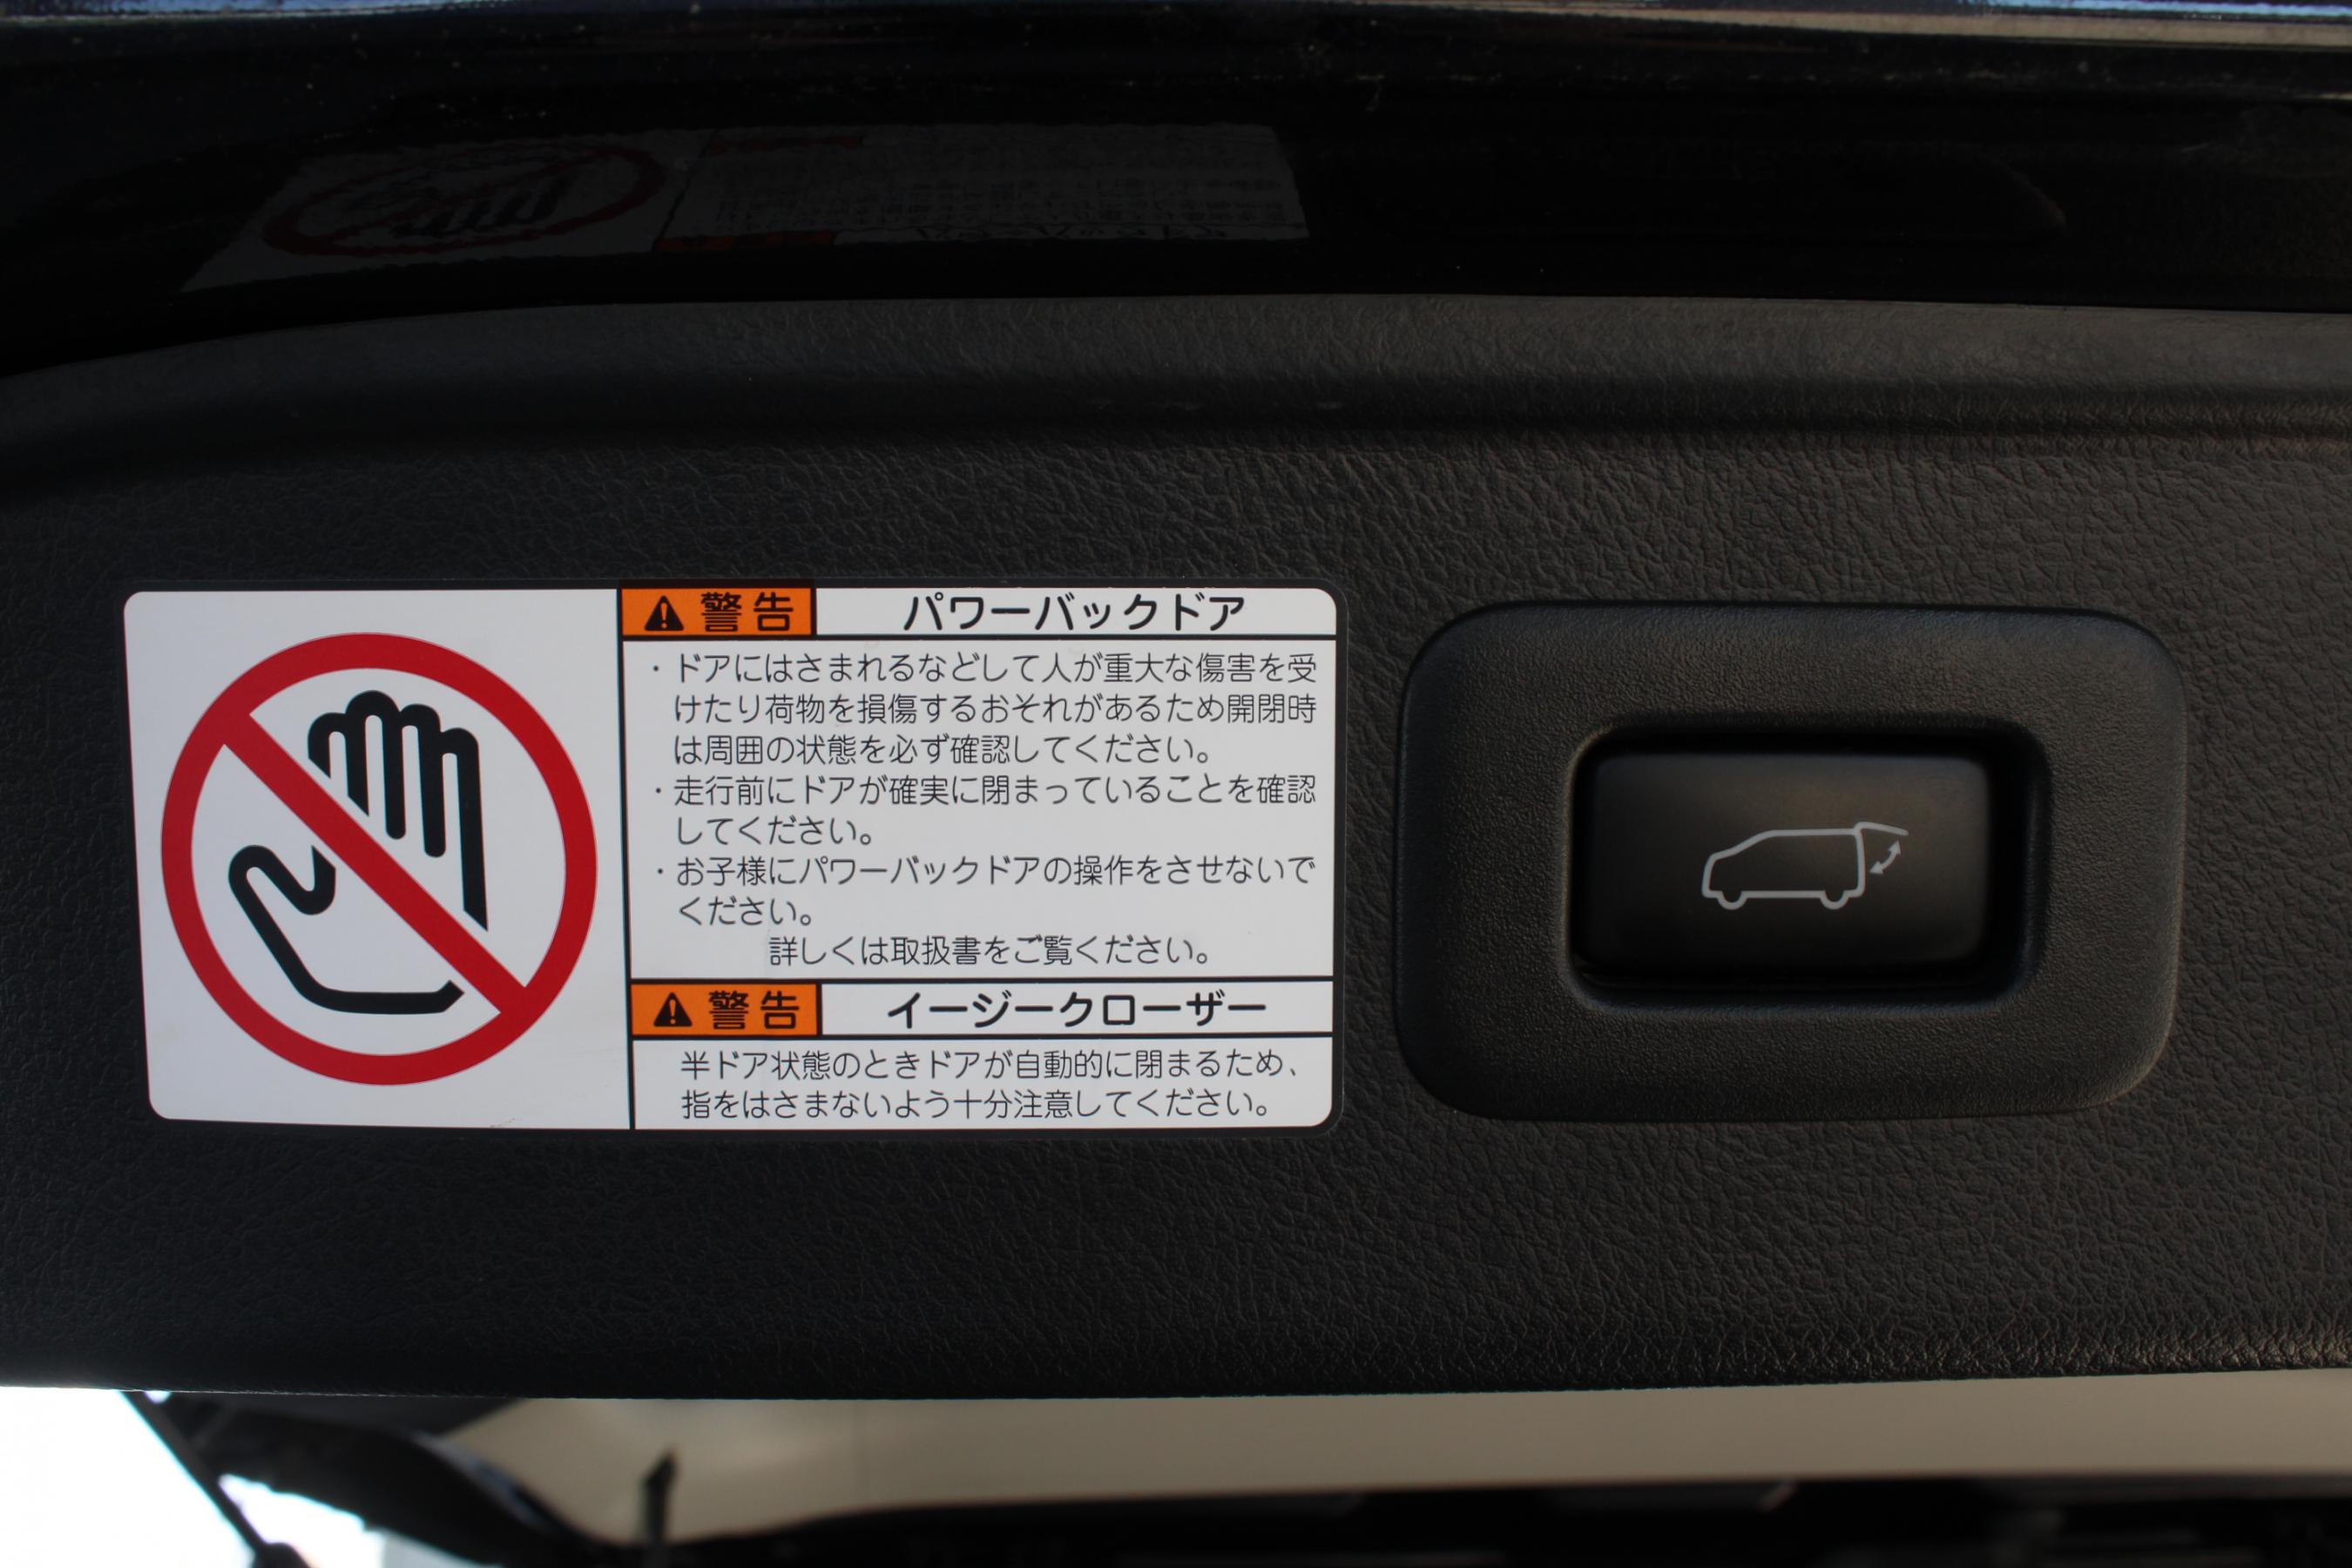 警告 パワーバックドア
・ドアにはさまれるなどして人が重大な傷害を受
けたり荷物を損傷するおそれがあるため開閉時
は周囲の状態を必ず確認してください。
・走行前にドアが確実に閉まっていることを確認
してください。
・お子様にパワーバックドアの操作をさせないで
ください。
詳しくは取扱書をご覧ください。
警告 イージークローザー
半ドア状態のときドアが自動的に閉まるため、
指をはさまないよう十分注意してください。